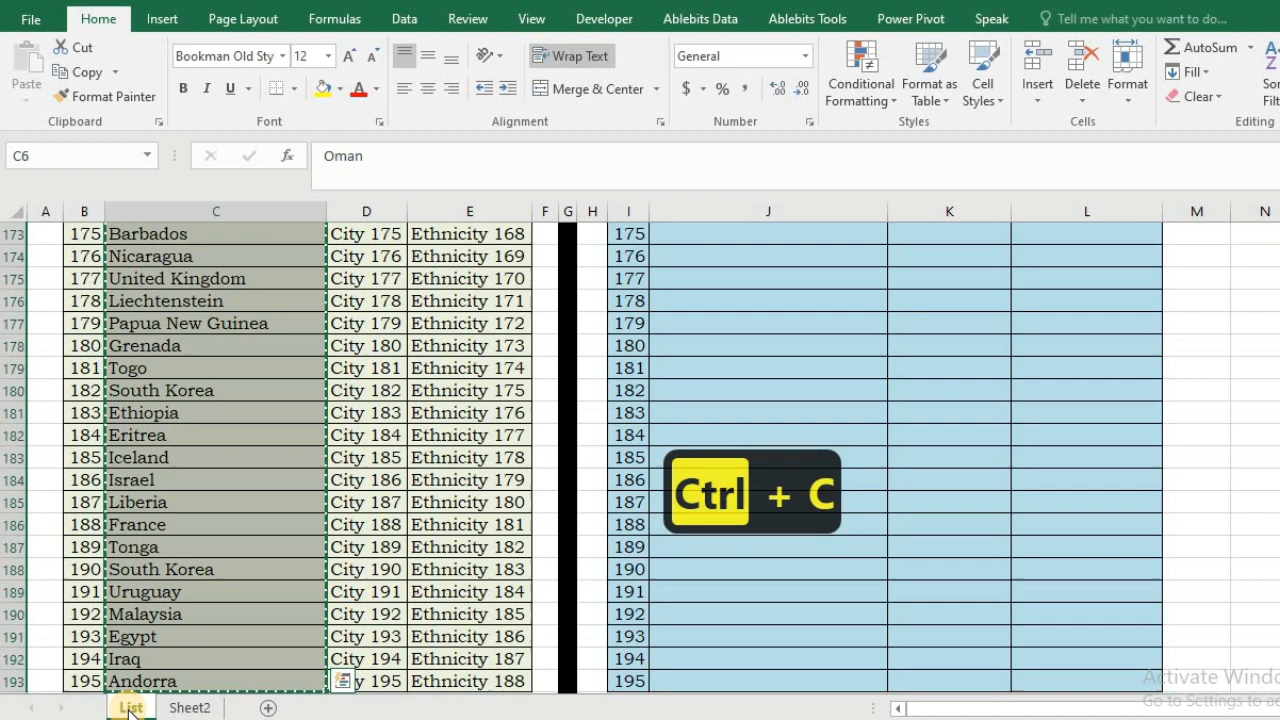 File Home Insert Page Layout Formulas Data Review View Developer Ablebits Data Ablebits Tools Power Pivot Speak Tell me what you want to do...
Paste Cut Copy Format Painter
Clipboard
Bookman Old Sty 12 A A
B I U A
Font
Wrap Text
Merge & Center
Alignment
General
$ % ,
Number
Conditional Formatting Format as Table Cell Styles
Styles
Insert Delete Format
Cells
AutoSum
Fill
Clear
Editing
C6 fx Oman
A B C D E F G H I J K L M N
173 175 Barbados City 175 Ethnicity 168 175
174 176 Nicaragua City 176 Ethnicity 169 176
175 177 United Kingdom City 177 Ethnicity 170 177
176 178 Liechtenstein City 178 Ethnicity 171 178
177 179 Papua New Guinea City 179 Ethnicity 172 179
178 180 Grenada City 180 Ethnicity 173 180
179 181 Togo City 181 Ethnicity 174 181
180 182 South Korea City 182 Ethnicity 175 182
181 183 Ethiopia City 183 Ethnicity 176 183
182 184 Eritrea City 184 Ethnicity 177 184
183 185 Iceland City 185 Ethnicity 178 185
184 186 Israel City 186 Ethnicity 179 186
185 187 Liberia City 187 Ethnicity 180 187
186 188 France City 188 Ethnicity 181 188
187 189 Tonga City 189 Ethnicity 182 189
188 190 South Korea City 190 Ethnicity 183 190
189 191 Uruguay City 191 Ethnicity 184 191
190 192 Malaysia City 192 Ethnicity 185 192
191 193 Egypt City 193 Ethnicity 186 193
192 194 Iraq City 194 Ethnicity 187 194
193 195 Andorra y 195 Ethnicity 188 195
Ctrl + C
Activate Windo
Go to Settings to a
List Sheet2